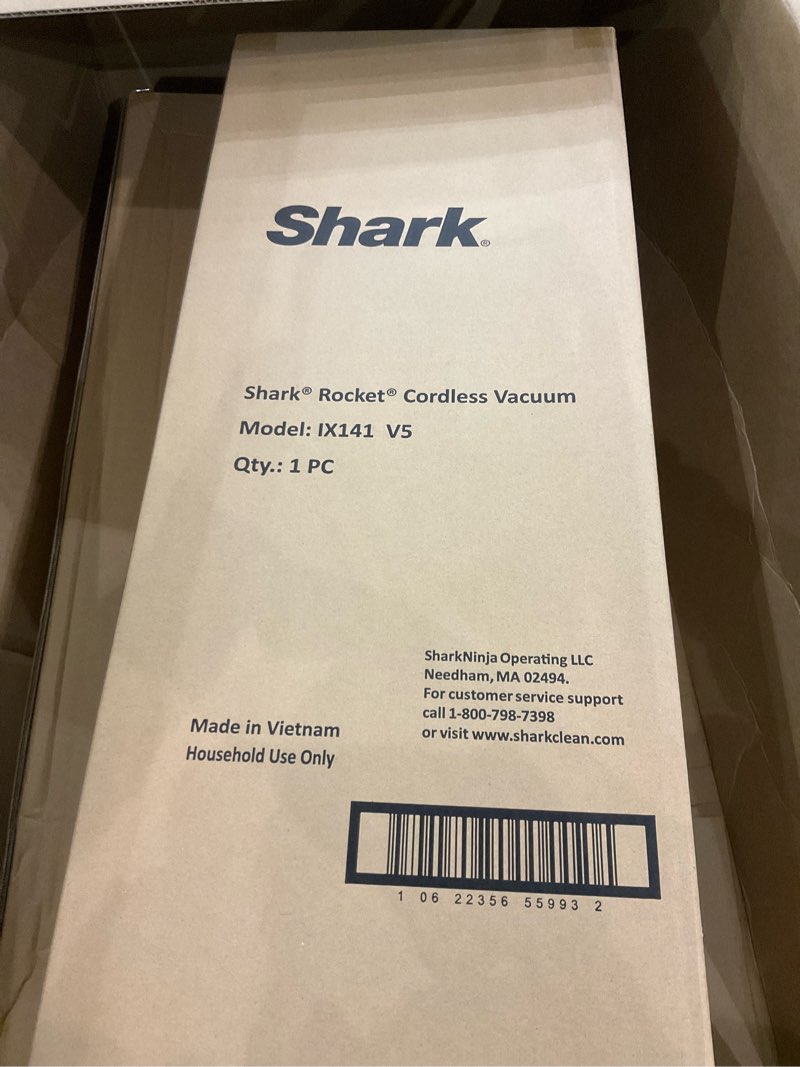 Shark®
Shark® Rocket® Cordless Vacuum
Model: IX141 V5
Qty.: 1 PC
SharkNinja Operating LLC
Needham, MA 02494.
For customer service support
call 1-800-798-7398
or visit www.sharkclean.com
Made in Vietnam
Household Use Only
1 06 22356 55993 2